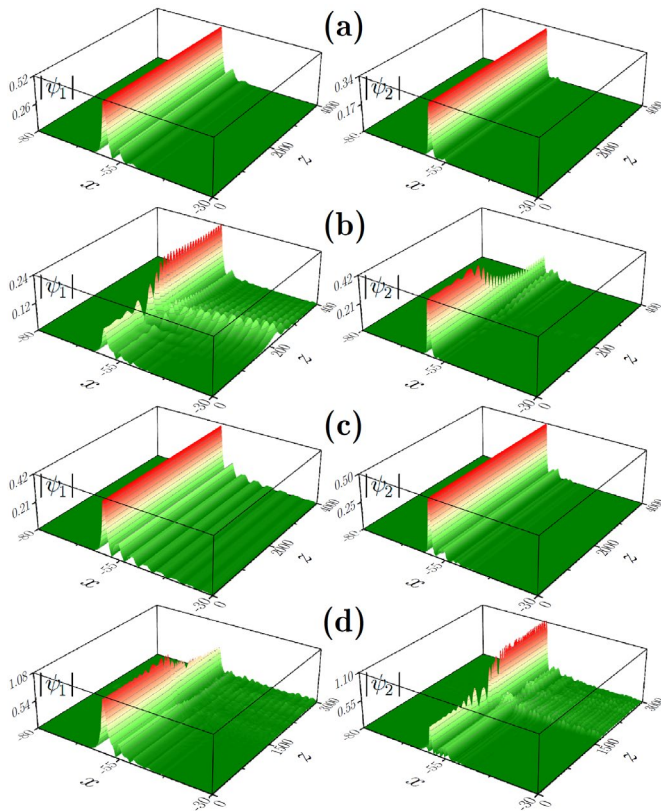 (a)
0.52 |ψ₁| 0.26 -80 x -55 -30 0 2000 z 4000
0.34 |ψ₂| 0.17 -80 x -55 -30 0 2000 z 4000
(b)
0.24 |ψ₁| 0.12 -80 x -55 -30 0 200 z 400
0.42 |ψ₂| 0.21 -80 x -55 -30 0 200 z 400
(c)
0.42 |ψ₁| 0.21 -80 x -55 -30 0 2000 z 4000
0.50 |ψ₂| 0.25 -80 x -55 -30 0 2000 z 4000
(d)
1.08 |ψ₁| 0.54 -80 x -55 -30 0 1500 z 3000
1.10 |ψ₂| 0.55 -80 x -55 -30 0 1500 z 3000